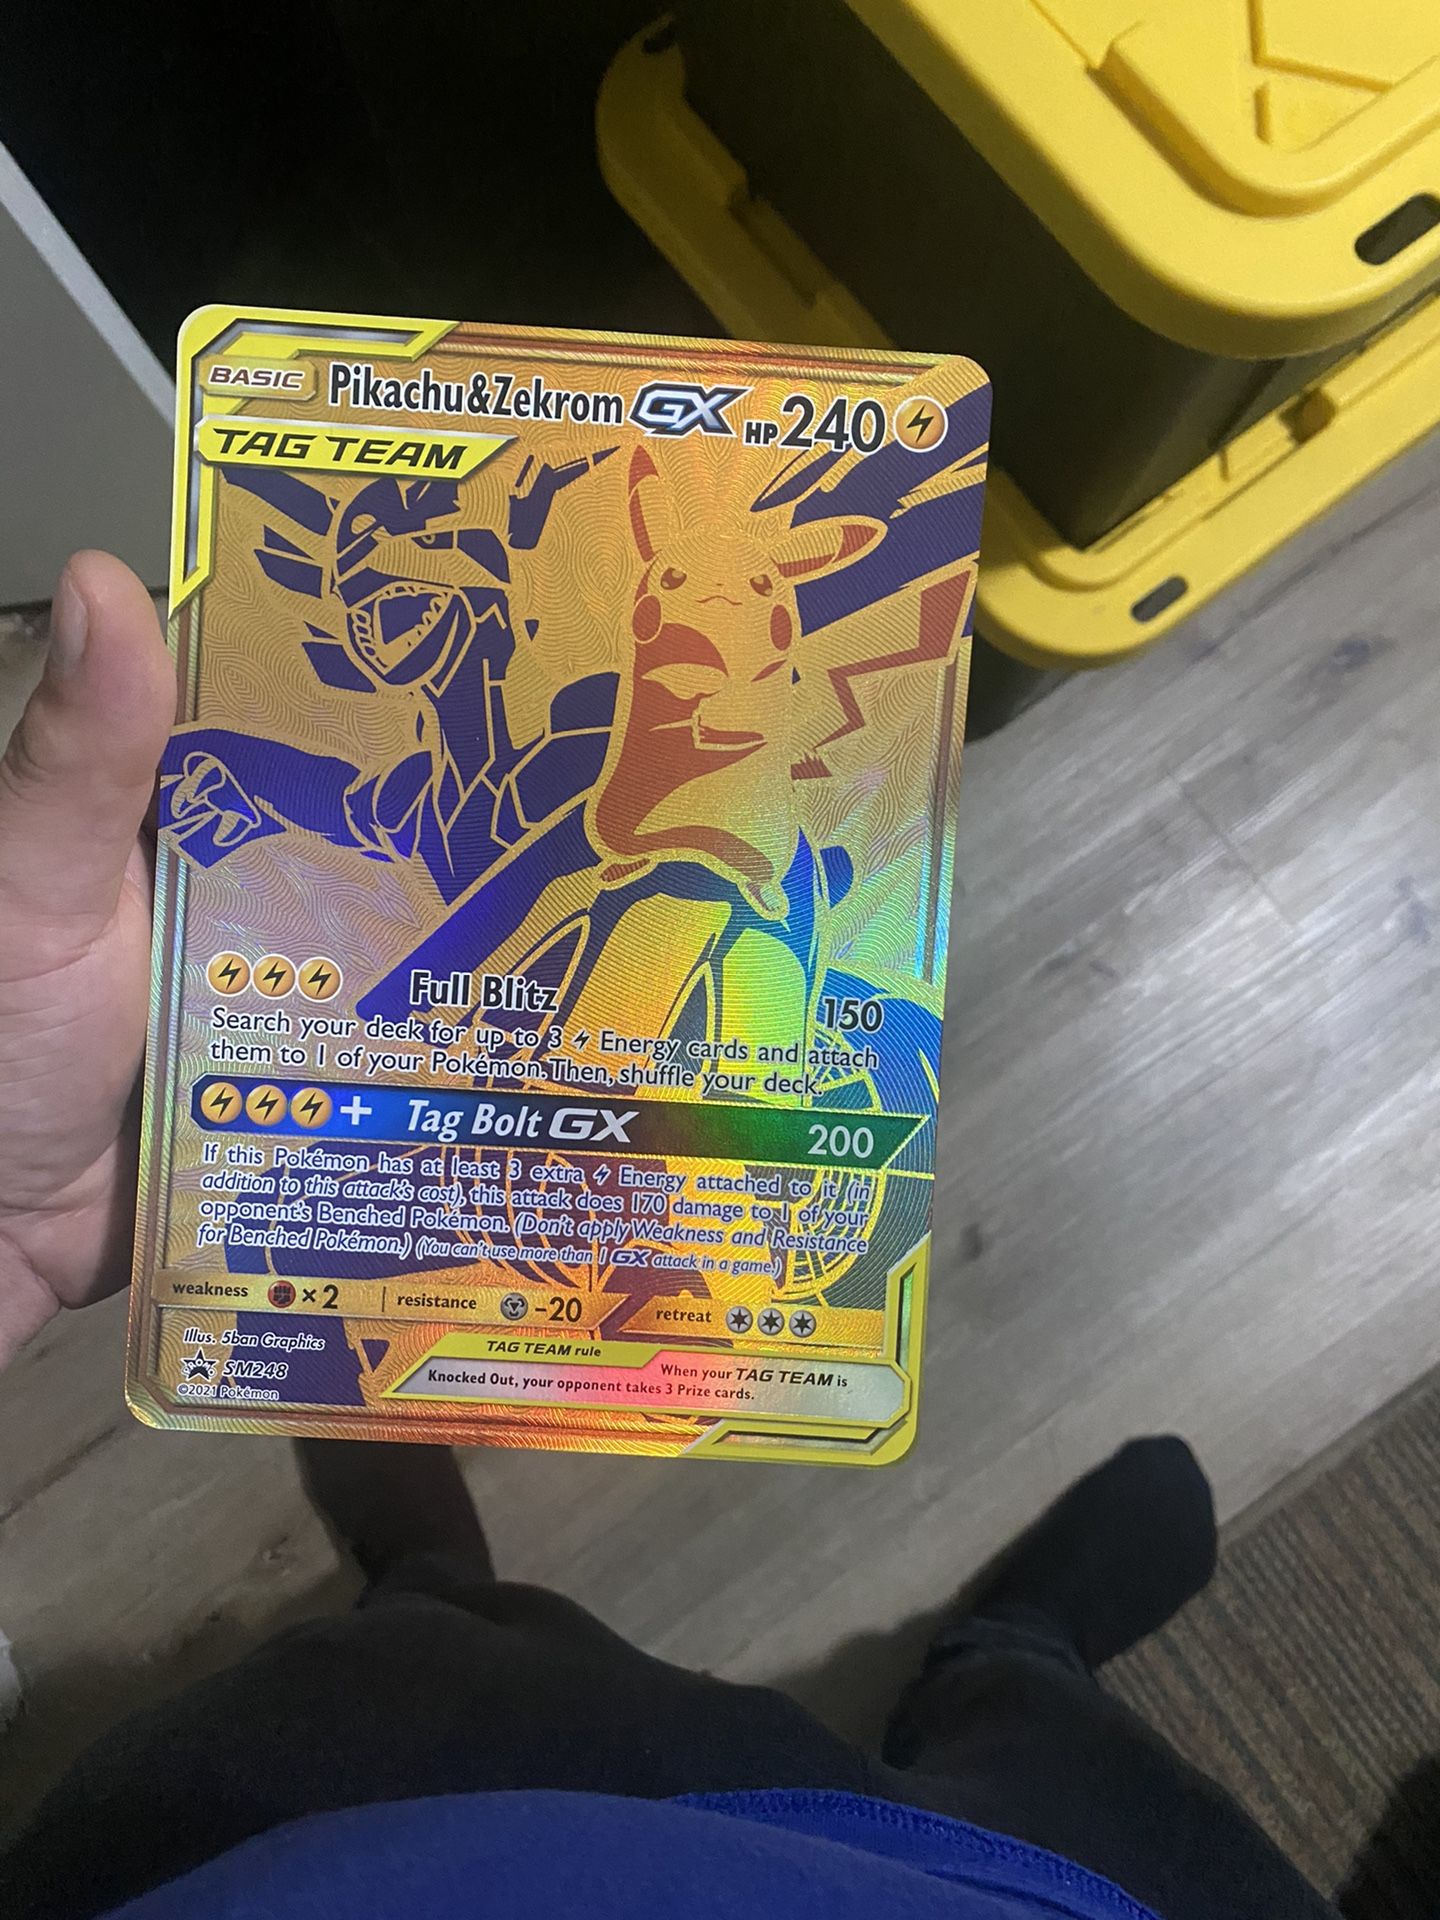 BASIC Pikachu&Zekrom GX HP 240
TAG TEAM
Full Blitz 150
Search your deck for up to 3 Energy cards and attach
them to 1 of your Pokémon. Then, shuffle your deck.
+ Tag Bolt GX 200
If this Pokémon has at least 3 extra Energy attached to it (in
addition to this attack's cost), this attack does 170 damage to 1 of your
opponent's Benched Pokémon. (Don't apply Weakness and Resistance
for Benched Pokémon.) (You can't use more than 1 GX attack in a game.)
weakness ×2 resistance -20 retreat
Illus. 5ban Graphics
PROMO SM248
©2021 Pokémon
TAG TEAM rule
When your TAG TEAM is
Knocked Out, your opponent takes 3 Prize cards.